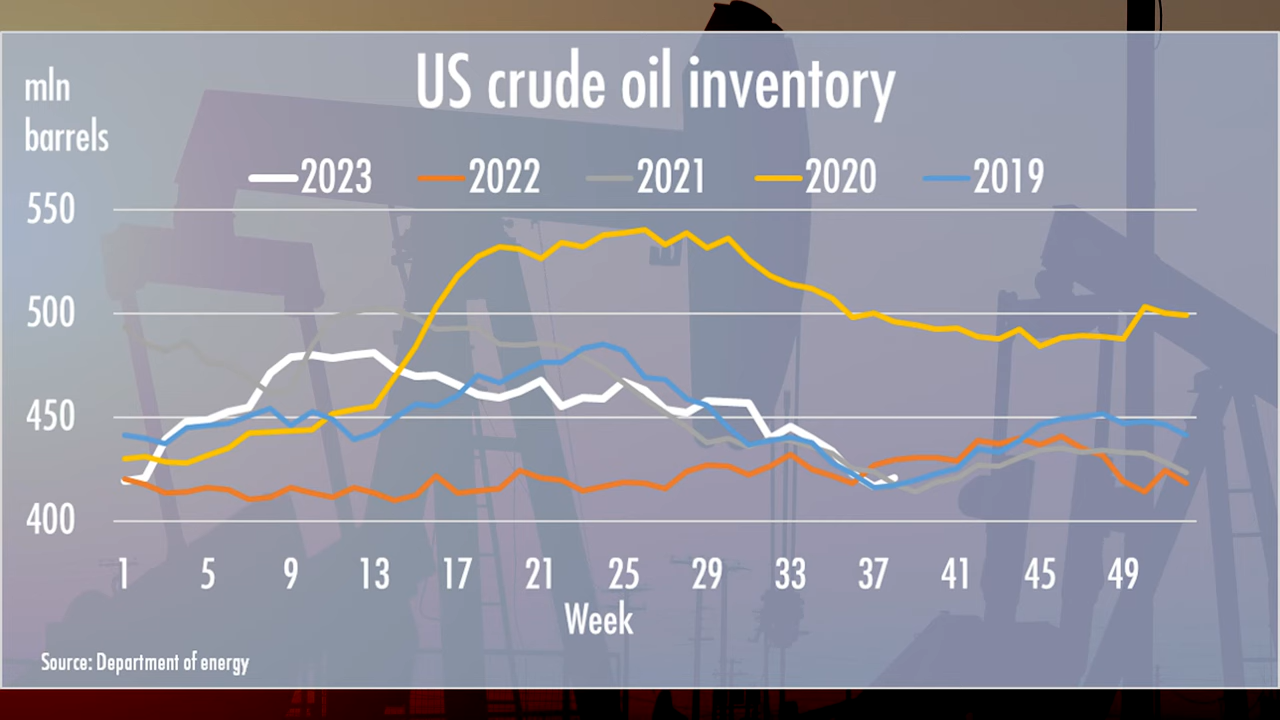 US crude oil inventory
mln
barrels
2023 2022 2021 2020 2019
550
500
450
400
1 5 9 13 17 21 25 29 33 37 41 45 49
Week
Source: Department of energy